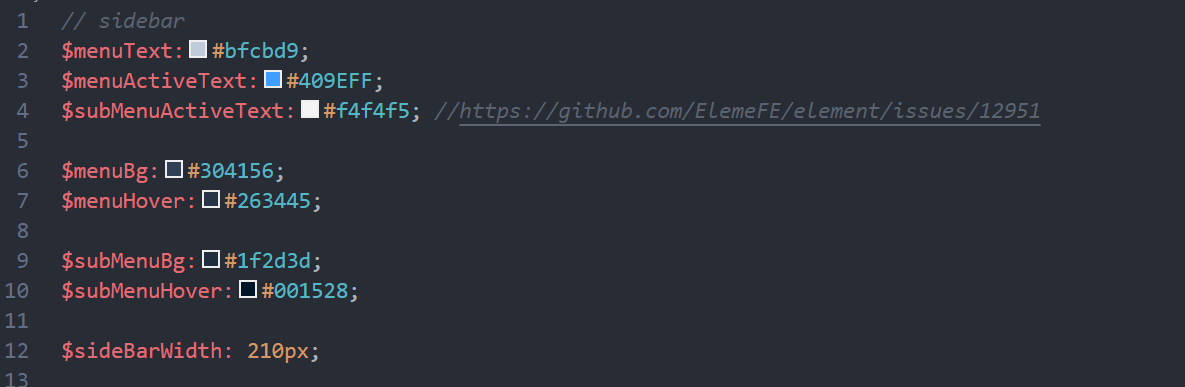 1 // sidebar
2 $menuText:#bfcbd9;
3 $menuActiveText:#409EFF;
4 $subMenuActiveText:#f4f4f5; //https://github.com/ElemeFE/element/issues/12951
5
6 $menuBg:#304156;
7 $menuHover:#263445;
8
9 $subMenuBg:#1f2d3d;
10 $subMenuHover:#001528;
11
12 $sideBarWidth: 210px;
13